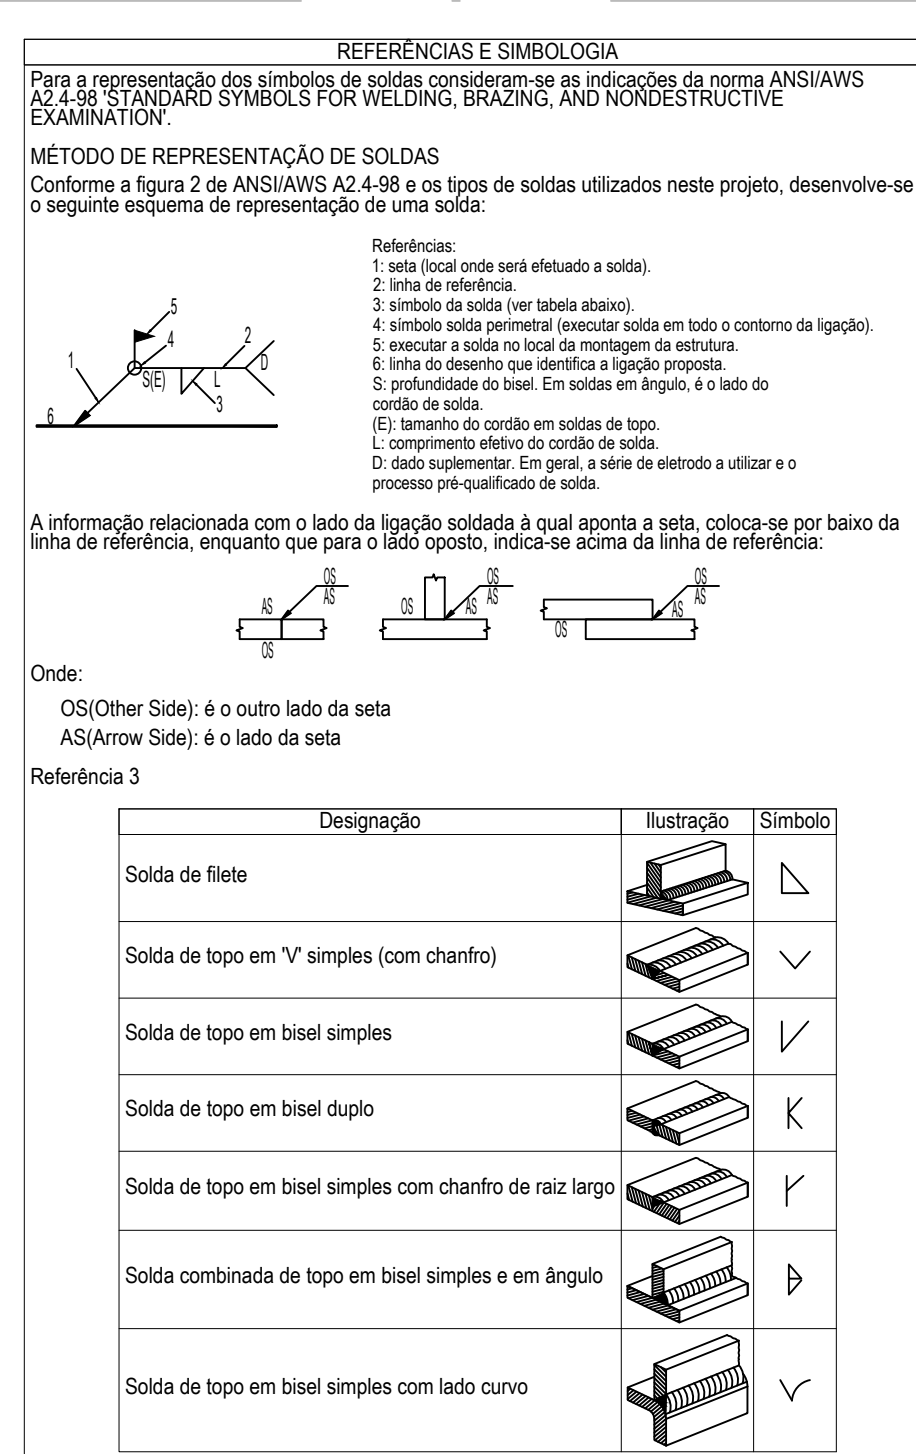 REFERÊNCIAS E SIMBOLOGIA
Para a representação dos símbolos de soldas consideram-se as indicações da norma ANSI/AWS
A2.4-98 'STANDARD SYMBOLS FOR WELDING, BRAZING, AND NONDESTRUCTIVE
EXAMINATION'.
MÉTODO DE REPRESENTAÇÃO DE SOLDAS
Conforme a figura 2 de ANSI/AWS A2.4-98 e os tipos de soldas utilizados neste projeto, desenvolve-se
o seguinte esquema de representação de uma solda:
5
4
2
1
S(E)
L
D
3
6
Referências:
1: seta (local onde será efetuado a solda).
2: linha de referência.
3: símbolo da solda (ver tabela abaixo).
4: símbolo solda perimetral (executar solda em todo o contorno da ligação).
5: executar a solda no local da montagem da estrutura.
6: linha do desenho que identifica a ligação proposta.
S: profundidade do bisel. Em soldas em ângulo, é o lado do
cordão de solda.
(E): tamanho do cordão em soldas de topo.
L: comprimento efetivo do cordão de solda.
D: dado suplementar. Em geral, a série de eletrodo a utilizar e o
processo pré-qualificado de solda.
A informação relacionada com o lado da ligação soldada à qual aponta a seta, coloca-se por baixo da
linha de referência, enquanto que para o lado oposto, indica-se acima da linha de referência:
OS
AS
AS
OS
OS
AS
OS
AS
OS
AS
AS
OS
Onde:
OS(Other Side): é o outro lado da seta
AS(Arrow Side): é o lado da seta
Referência 3
Designação Ilustração Símbolo
Solda de filete
Solda de topo em 'V' simples (com chanfro)
Solda de topo em bisel simples
Solda de topo em bisel duplo
Solda de topo em bisel simples com chanfro de raiz largo
Solda combinada de topo em bisel simples e em ângulo
Solda de topo em bisel simples com lado curvo